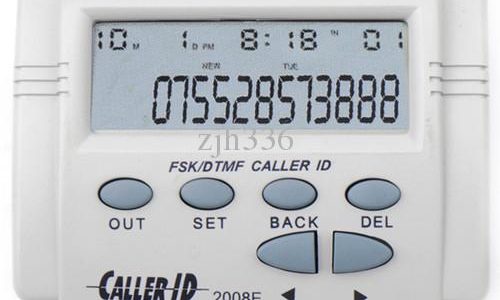 10 M 1 D PM 8:18 IN 01
NEW TUE
075528573888
zjh336
FSK/DTMF CALLER ID
OUT SET BACK DEL
CALLER ID 2008E